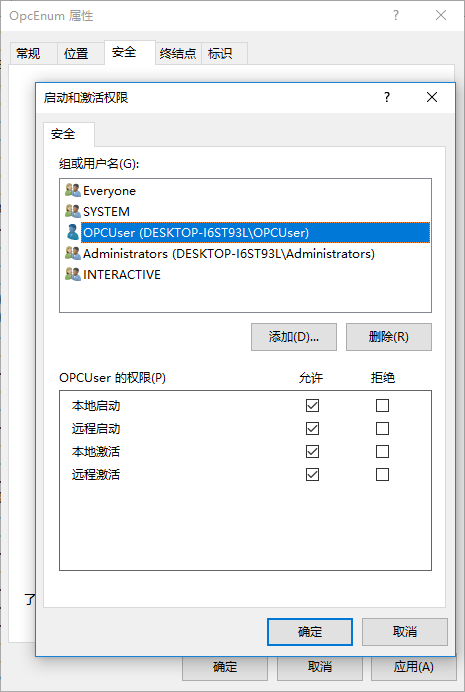 OpcEnum 属性
常规 位置 安全 终结点 标识
启动和激活权限
安全
组或用户名(G):
Everyone
SYSTEM
OPCUser (DESKTOP-I6ST93L\OPCUser)
Administrators (DESKTOP-I6ST93L\Administrators)
INTERACTIVE
添加(D)... 删除(R)
OPCUser 的权限(P) 允许 拒绝
本地启动
远程启动
本地激活
远程激活
了
确定 取消
确定 取消 应用(A)